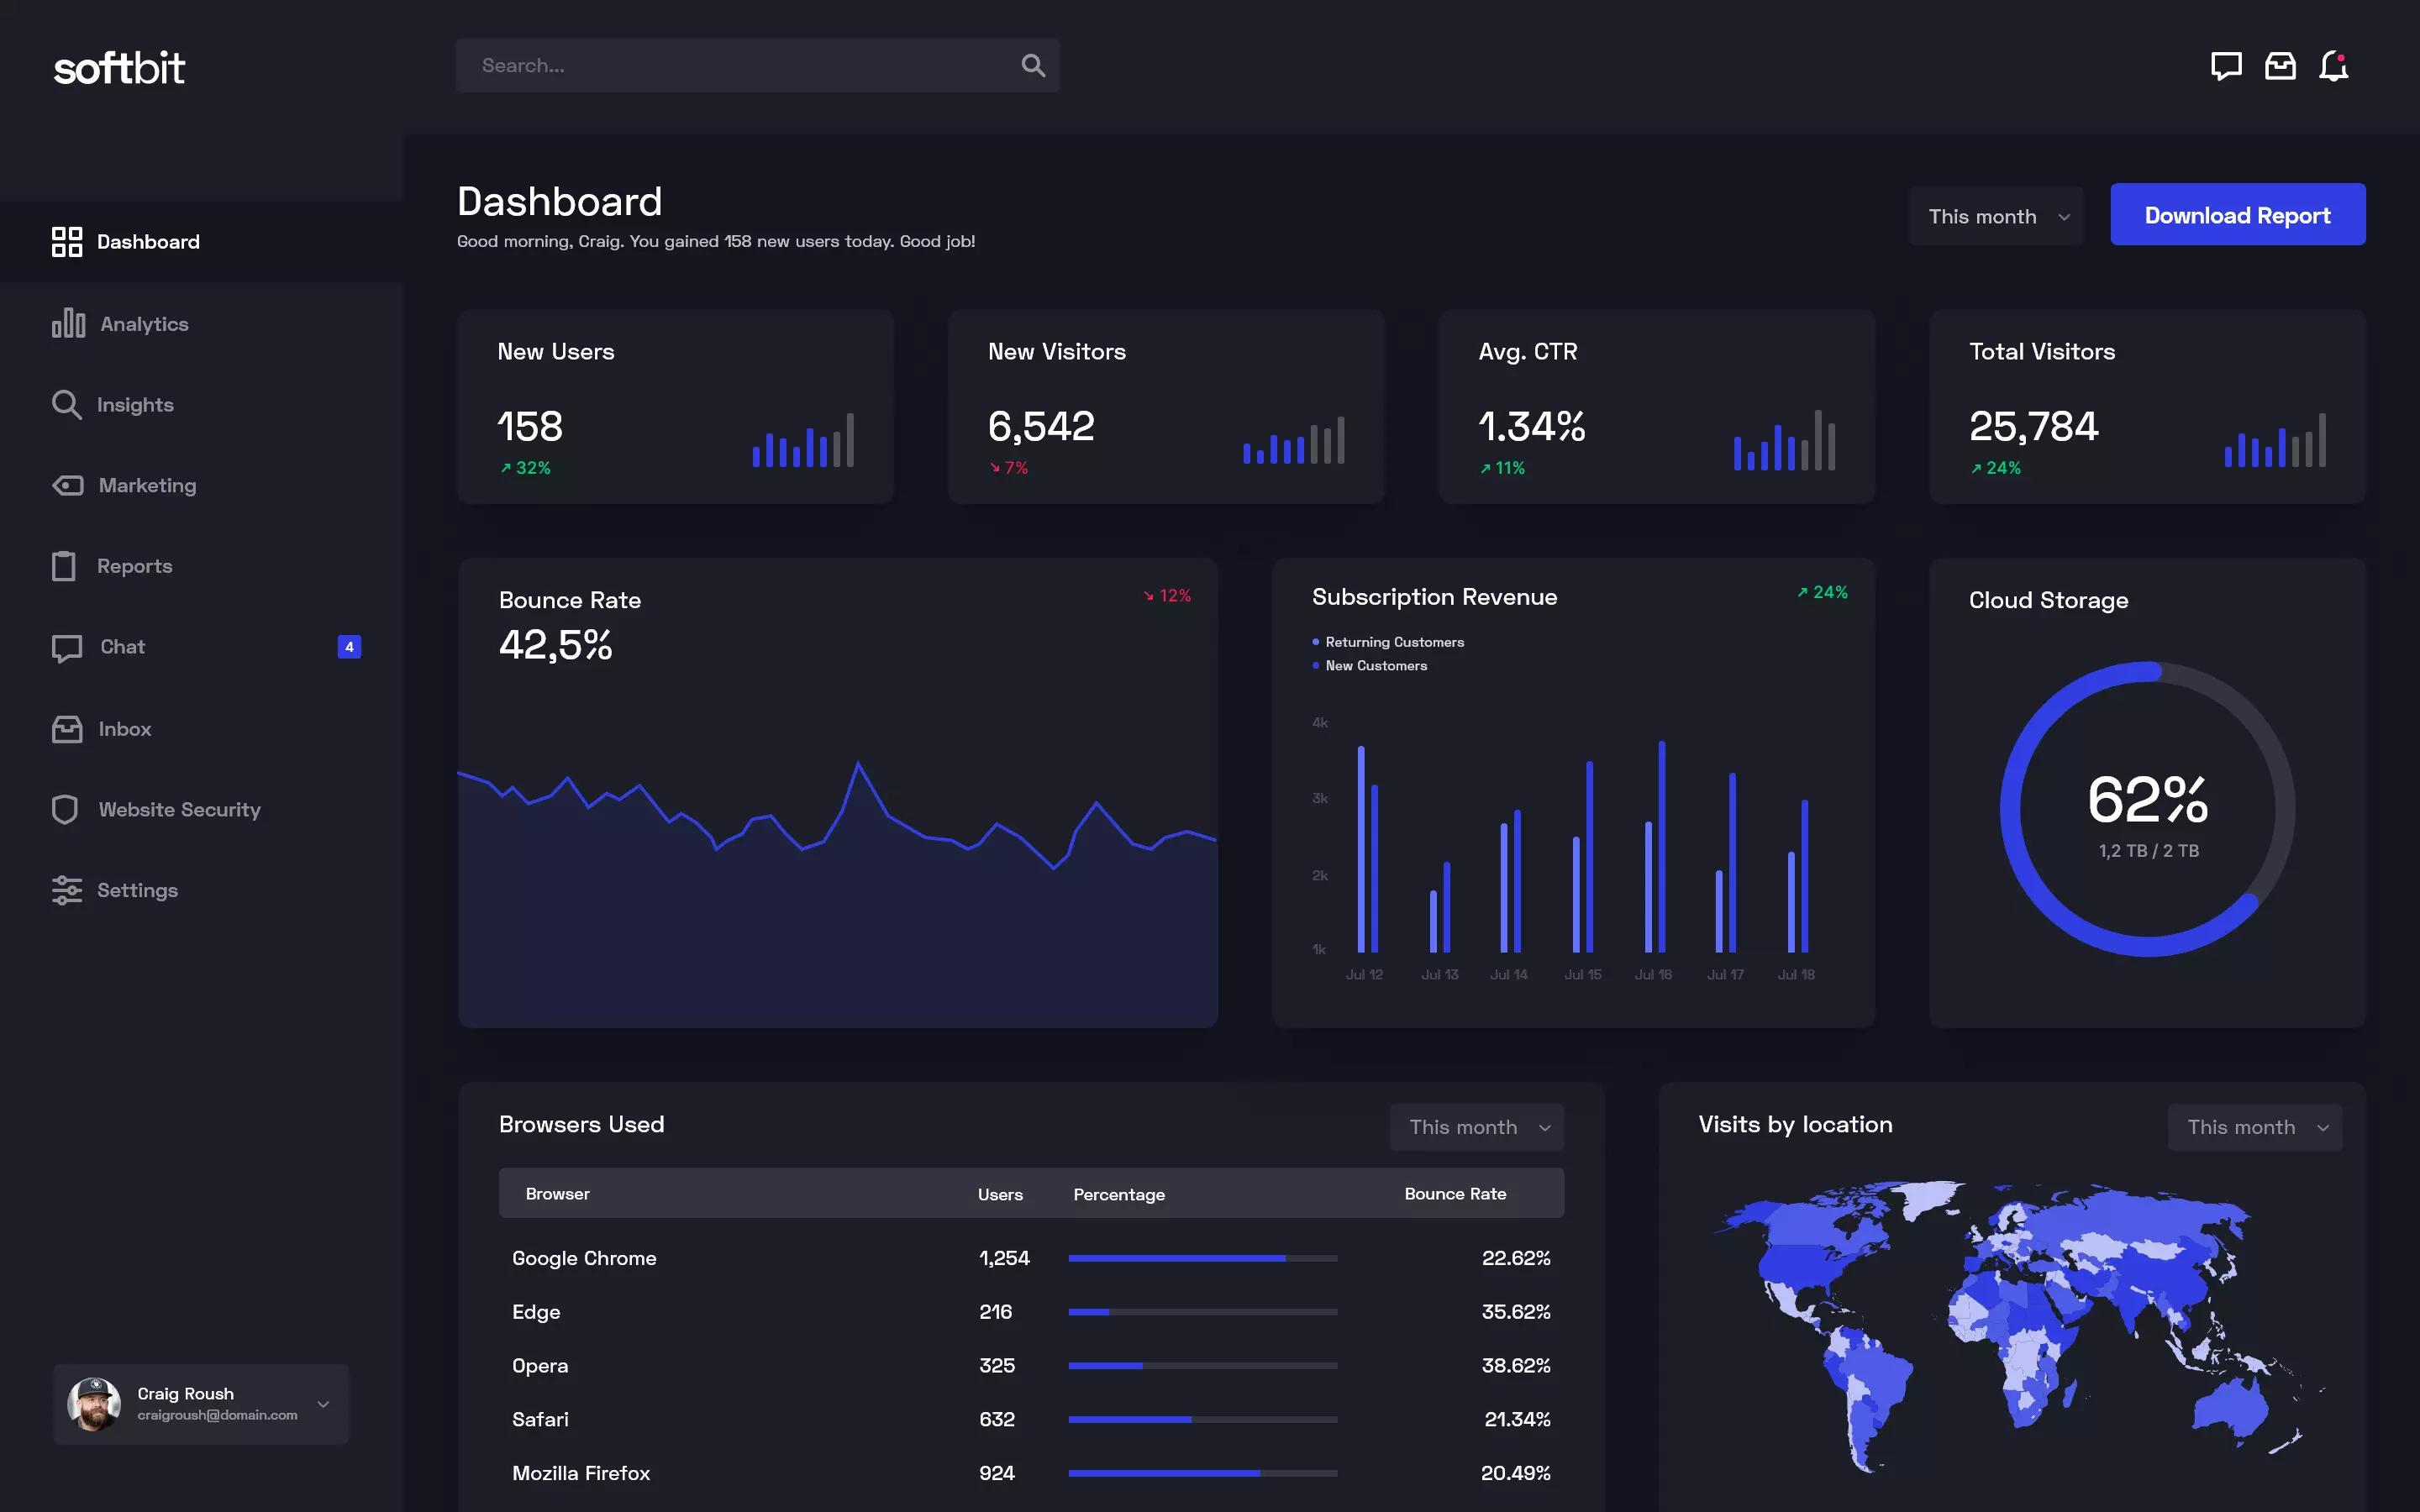 softbit
Search...
Dashboard
Analytics
Insights
Marketing
Reports
Chat 4
Inbox
Website Security
Settings
Craig Roush
craigroush@domain.com
Dashboard
Good morning, Craig. You gained 158 new users today. Good job!
This month
Download Report
New Users
158
32%
New Visitors
6,542
7%
Avg. CTR
1.34%
11%
Total Visitors
25,784
24%
Bounce Rate
12%
42,5%
Subscription Revenue
24%
Returning Customers
New Customers
4k
3k
2k
1k
Jul 12 Jul 13 Jul 14 Jul 15 Jul 16 Jul 17 Jul 18
Cloud Storage
62%
1,2 TB / 2 TB
Browsers Used
This month
Browser Users Percentage Bounce Rate
Google Chrome 1,254 22.62%
Edge 216 35.62%
Opera 325 38.62%
Safari 632 21.34%
Mozilla Firefox 924 20.49%
Visits by location
This month